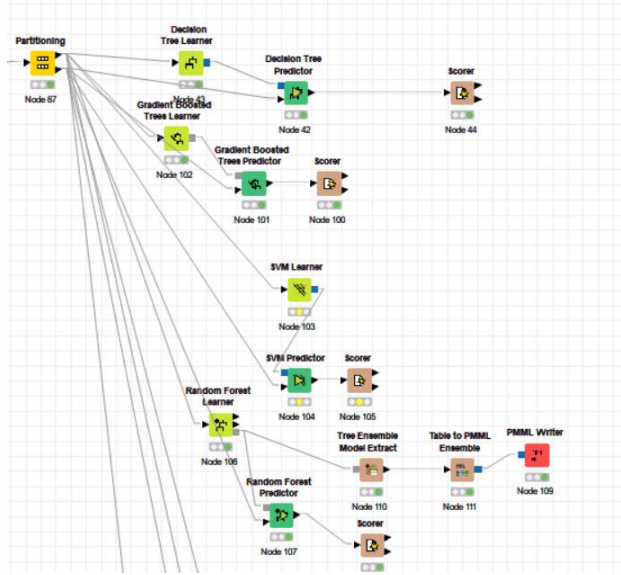 Partitioning
Node 67
Decision
Tree Learner
Node 43
Decision Tree
Predictor
Node 42
Scorer
Node 44
Gradient Boosted
Trees Learner
Node 102
Gradient Boosted
Trees Predictor
Node 101
Scorer
Node 100
SVM Learner
Node 103
SVM Predictor
Node 104
Scorer
Node 105
Random Forest
Learner
Node 106
Tree Ensemble
Model Extract
Node 110
Table to PMML
Ensemble
Node 111
PMML Writer
Node 109
Random Forest
Predictor
Node 107
Scorer